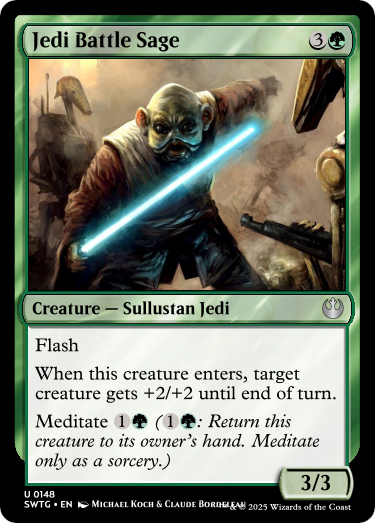 Jedi Battle Sage 3
Creature — Sullustan Jedi
Flash
When this creature enters, target
creature gets +2/+2 until end of turn.
Meditate 1 (1: Return this
creature to its owner's hand. Meditate
only as a sorcery.)
3/3
U 0148
SWTG • EN Michael Koch & Claude Bordeleau
™ & © 2025 Wizards of the Coast